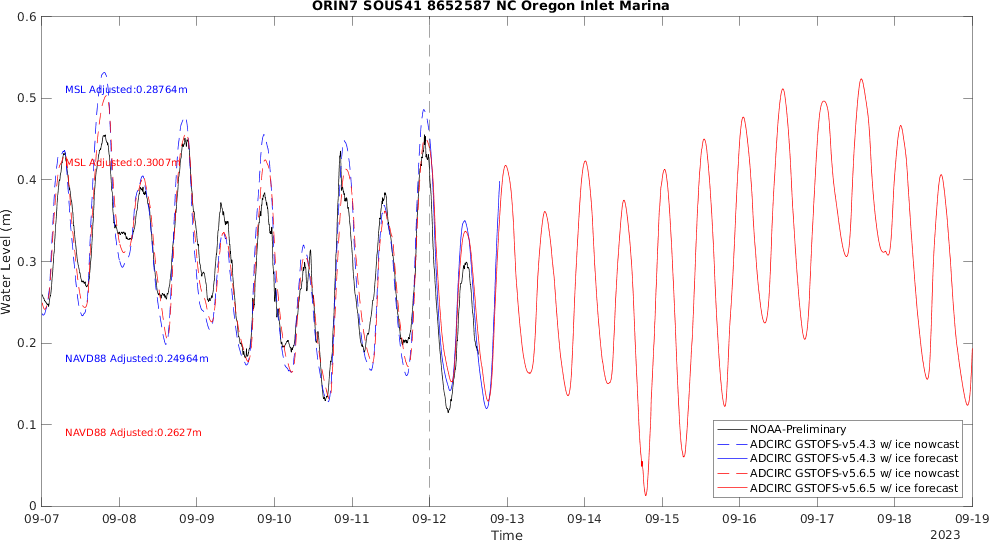 ORIN7 SOUS41 8652587 NC Oregon Inlet Marina
Water Level (m)
0.6
0.5
0.4
0.3
0.2
0.1
0
MSL Adjusted:0.28764m
MSL Adjusted:0.3007m
NAVD88 Adjusted:0.24964m
NAVD88 Adjusted:0.2627m
NOAA-Preliminary
ADCIRC GSTOFS-v5.4.3 w/ ice nowcast
ADCIRC GSTOFS-v5.4.3 w/ ice forecast
ADCIRC GSTOFS-v5.6.5 w/ ice nowcast
ADCIRC GSTOFS-v5.6.5 w/ ice forecast
09-07 09-08 09-09 09-10 09-11 09-12 09-13 09-14 09-15 09-16 09-17 09-18 09-19
Time
2023